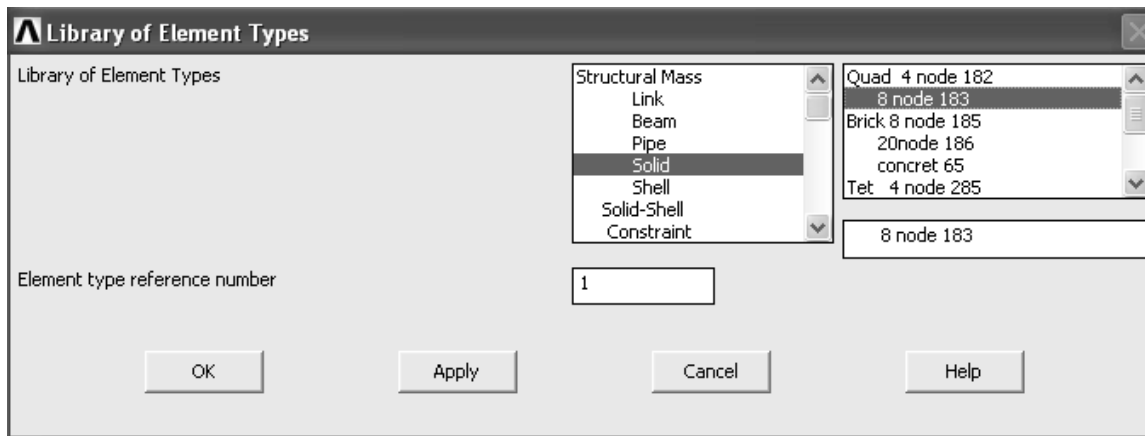 Library of Element Types
Library of Element Types
Structural Mass
Link
Beam
Pipe
Solid
Shell
Solid-Shell
Constraint
Quad 4 node 182
8 node 183
Brick 8 node 185
20node 186
concret 65
Tet 4 node 285
8 node 183
Element type reference number
1
OK
Apply
Cancel
Help